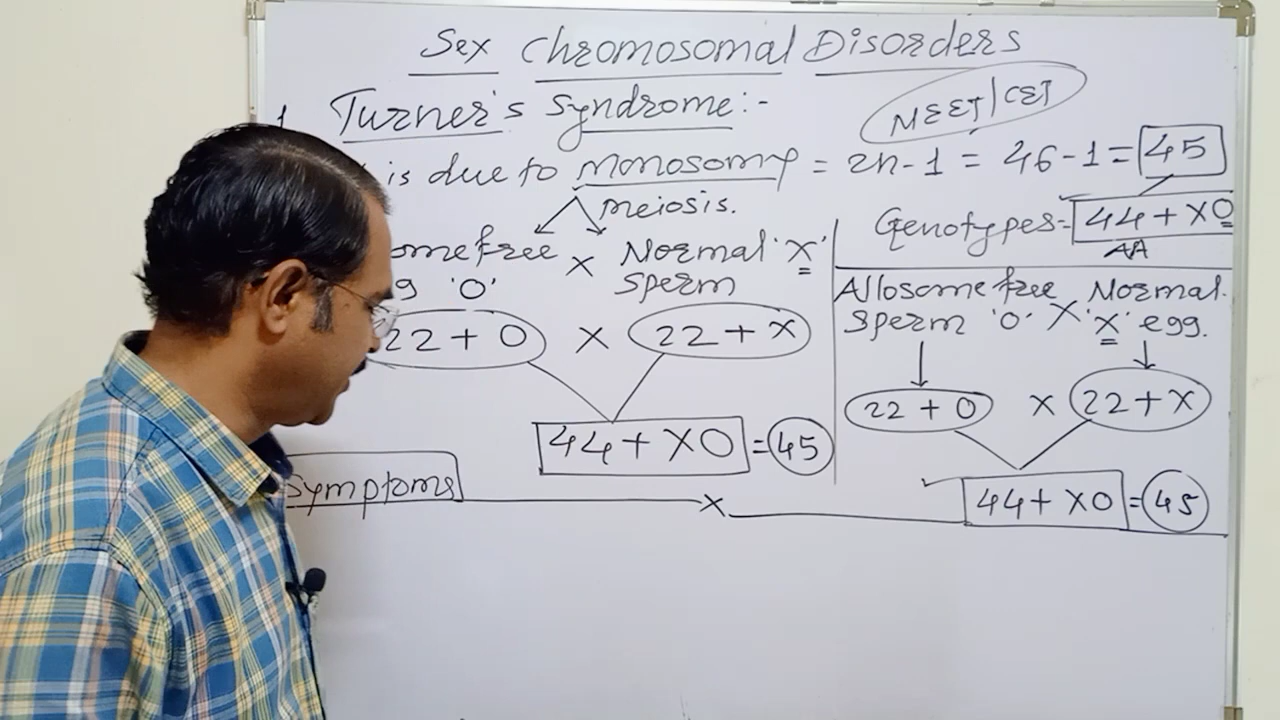 Sex Chromosomal Disorders
1. Turner's Syndrome:-
NEET/CET
is due to monosomy = 2n-1 = 46-1 = 45
meiosis.
Genotypes- 44+XO
AA
ome free × Normal 'X'
g 'O' sperm
22+O × 22+X
44+XO = 45
Allosome free Normal
sperm 'O' × 'X' egg.
22+O × 22+X
44+XO = 45
Symptoms
×